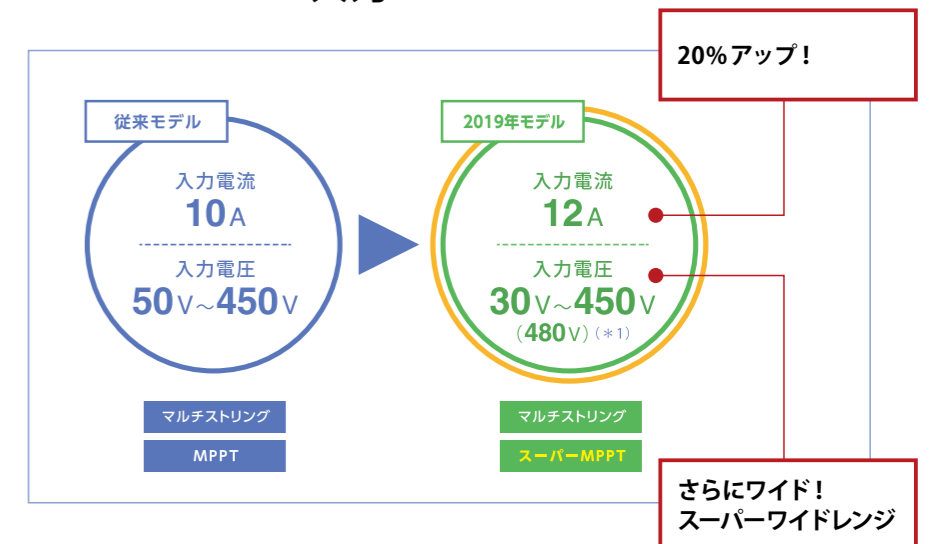 20%アップ!
従来モデル
入力電流
10A
入力電圧
50V~450V
マルチストリング
MPPT
2019年モデル
入力電流
12A
入力電圧
30V~450V
(480V)(*1)
マルチストリング
スーパーMPPT
さらにワイド!
スーパーワイドレンジ